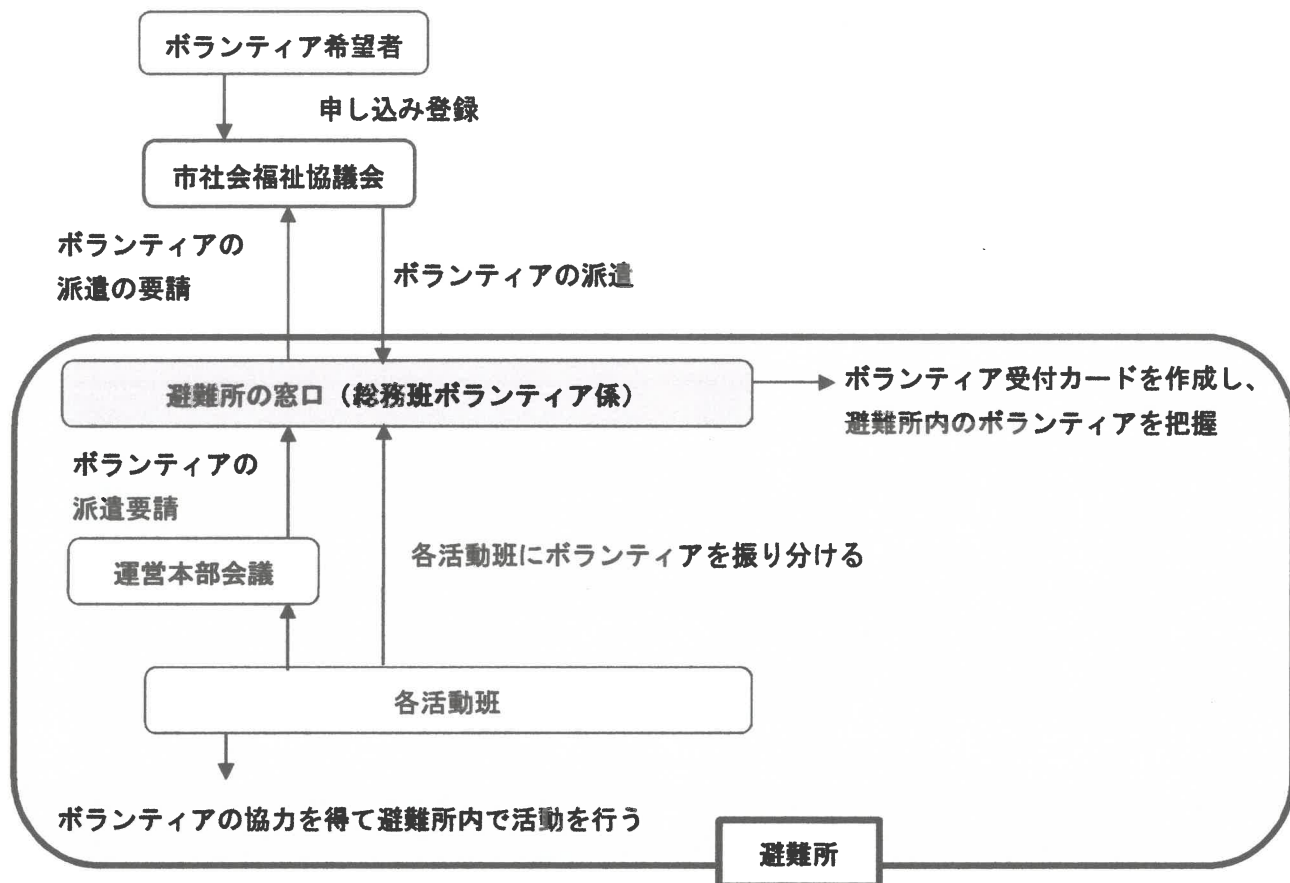 ボランティア希望者
申し込み登録
市社会福祉協議会
ボランティアの
派遣の要請
ボランティアの派遣
避難所の窓口（総務班ボランティア係）
ボランティア受付カードを作成し、
避難所内のボランティアを把握
ボランティアの
派遣要請
各活動班にボランティアを振り分ける
運営本部会議
各活動班
ボランティアの協力を得て避難所内で活動を行う
避難所